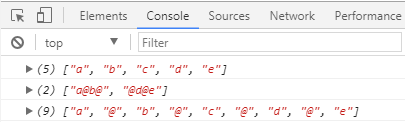 Elements Console Sources Network Performance
top ▼ Filter
▶ (5) ["a", "b", "c", "d", "e"]
▶ (2) ["a@b@", "@d@e"]
▶ (9) ["a", "@", "b", "@", "c", "@", "d", "@", "e"]